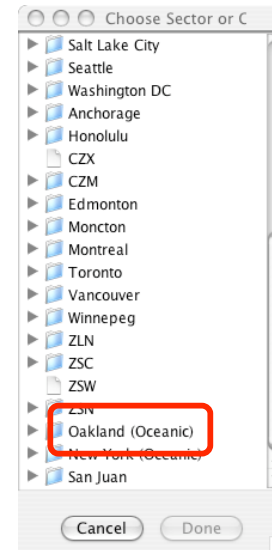 Choose Sector or C
Salt Lake City
Seattle
Washington DC
Anchorage
Honolulu
CZX
CZM
Edmonton
Moncton
Montreal
Toronto
Vancouver
Winnepeg
ZLN
ZSC
ZSW
ZSN
Oakland (Oceanic)
New York (Oceanic)
San Juan
Cancel Done